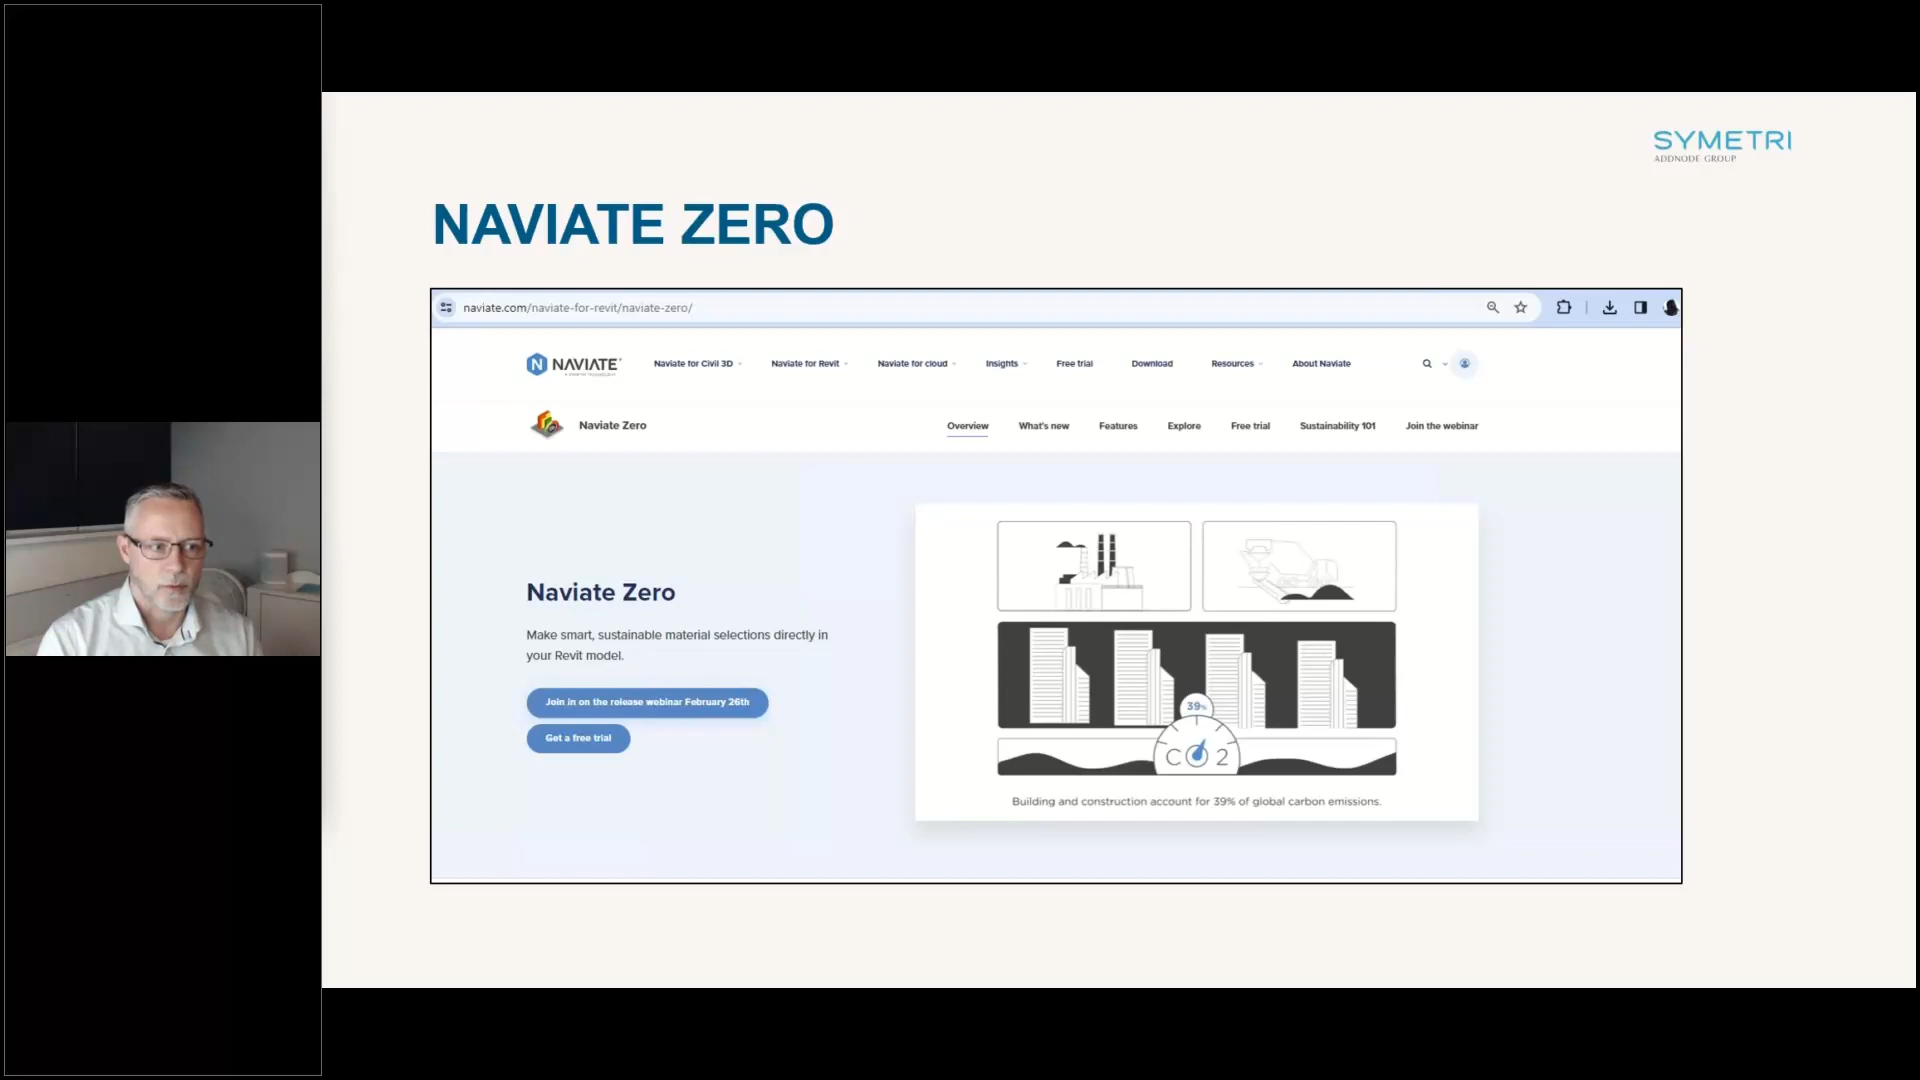 SYMETRI
ADDNODE GROUP
NAVIATE ZERO
naviate.com/naviate-for-revit/naviate-zero/
NAVIATE
Naviate for Civil 3D
Naviate for Revit
Naviate for cloud
Insights
Free trial
Download
Resources
About Naviate
Naviate Zero
Overview
What's new
Features
Explore
Free trial
Sustainability 101
Join the webinar
Naviate Zero
Make smart, sustainable material selections directly in
your Revit model.
Join in on the release webinar February 26th
Get a free trial
39%
CO2
Building and construction account for 39% of global carbon emissions.